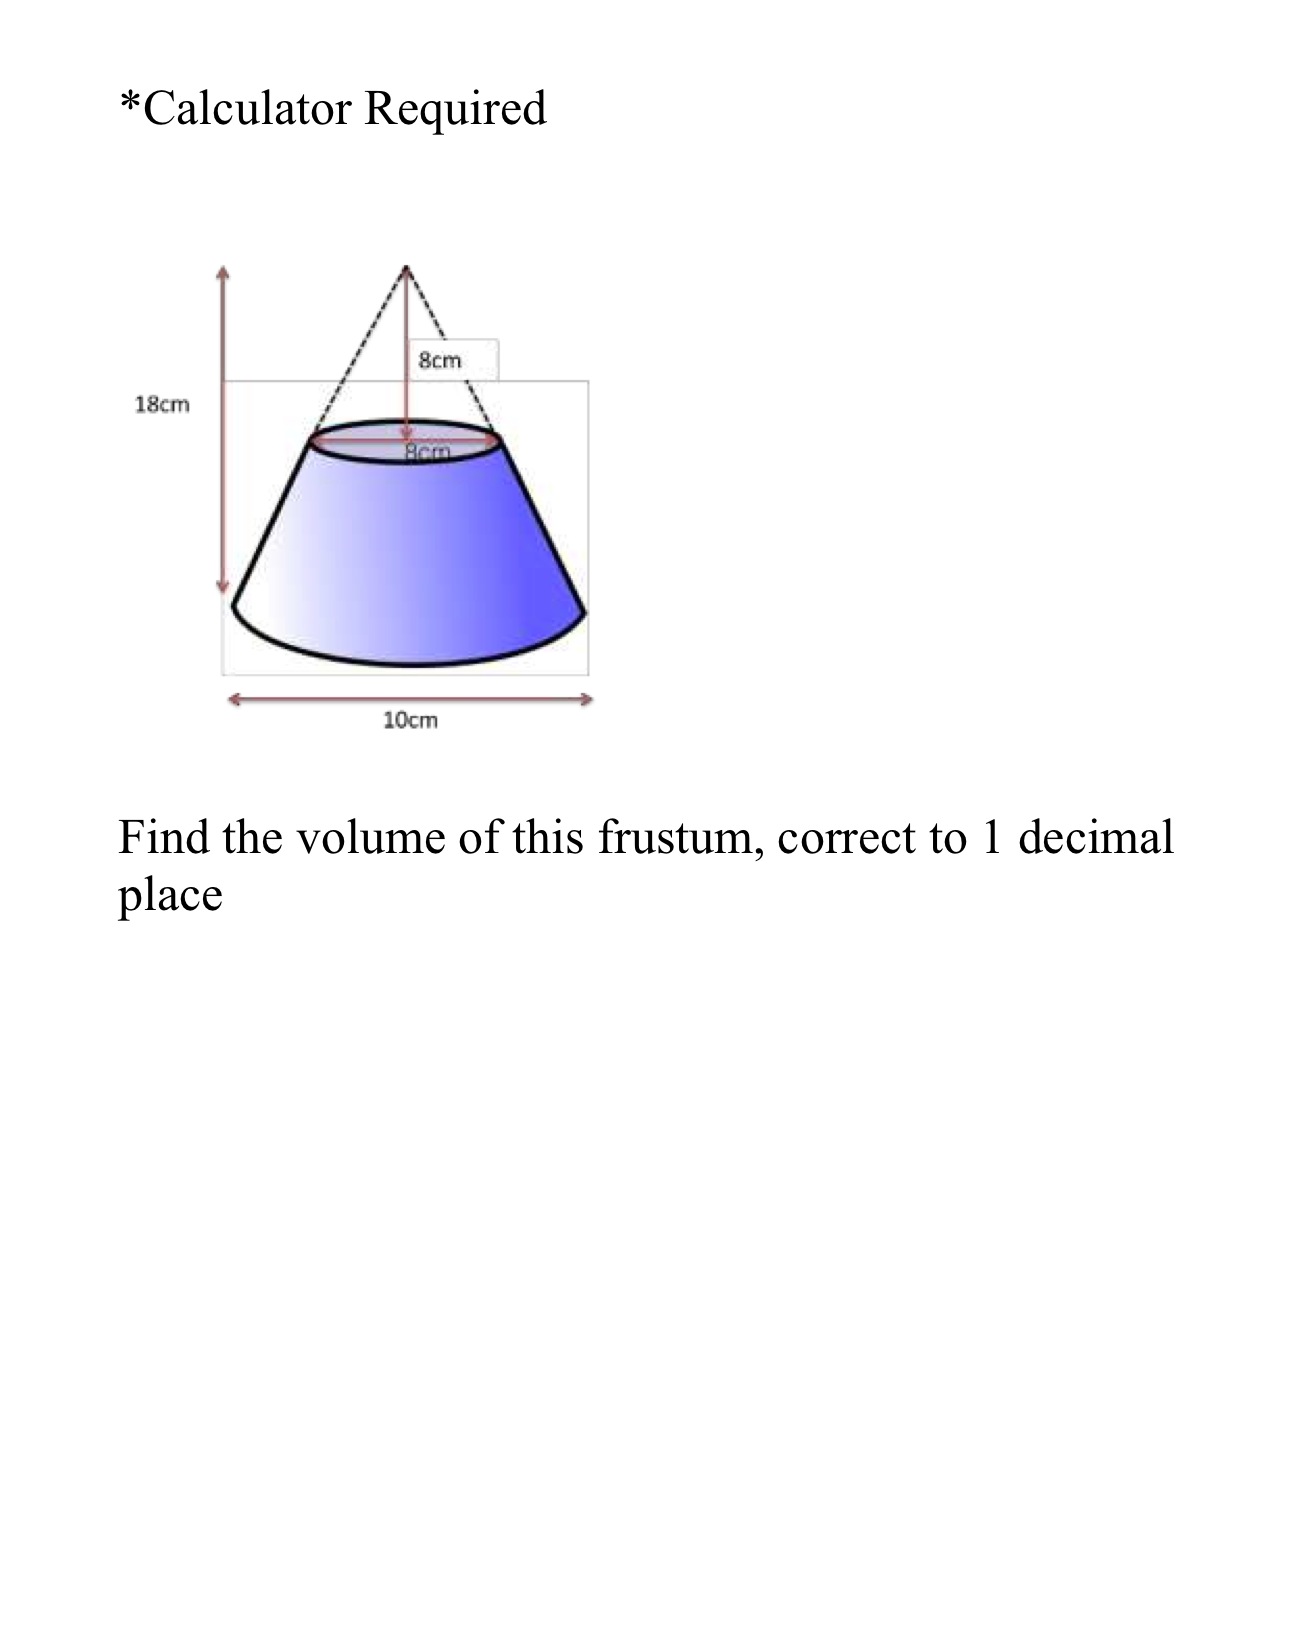 *Calculator Required
8cm
18cm
8cm
10cm
Find the volume of this frustum, correct to 1 decimal
place